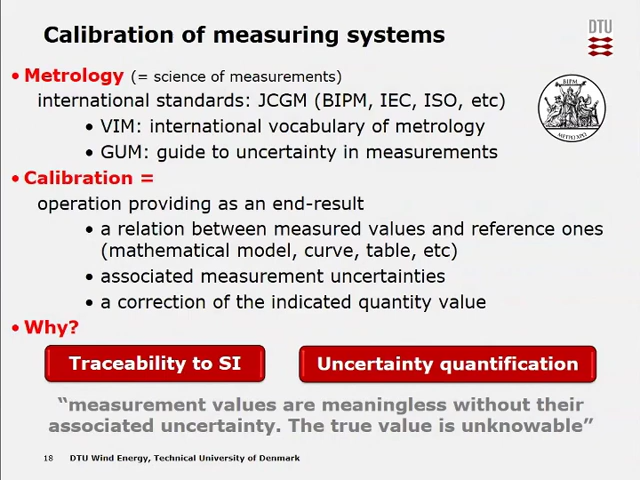 Calibration of measuring systems
DTU
• Metrology (= science of measurements)
international standards: JCGM (BIPM, IEC, ISO, etc)
• VIM: international vocabulary of metrology
• GUM: guide to uncertainty in measurements
BIPM
• Calibration =
operation providing as an end-result
• a relation between measured values and reference ones
(mathematical model, curve, table, etc)
• associated measurement uncertainties
• a correction of the indicated quantity value
• Why?
Traceability to SI
Uncertainty quantification
“measurement values are meaningless without their
associated uncertainty. The true value is unknowable”
18 DTU Wind Energy, Technical University of Denmark